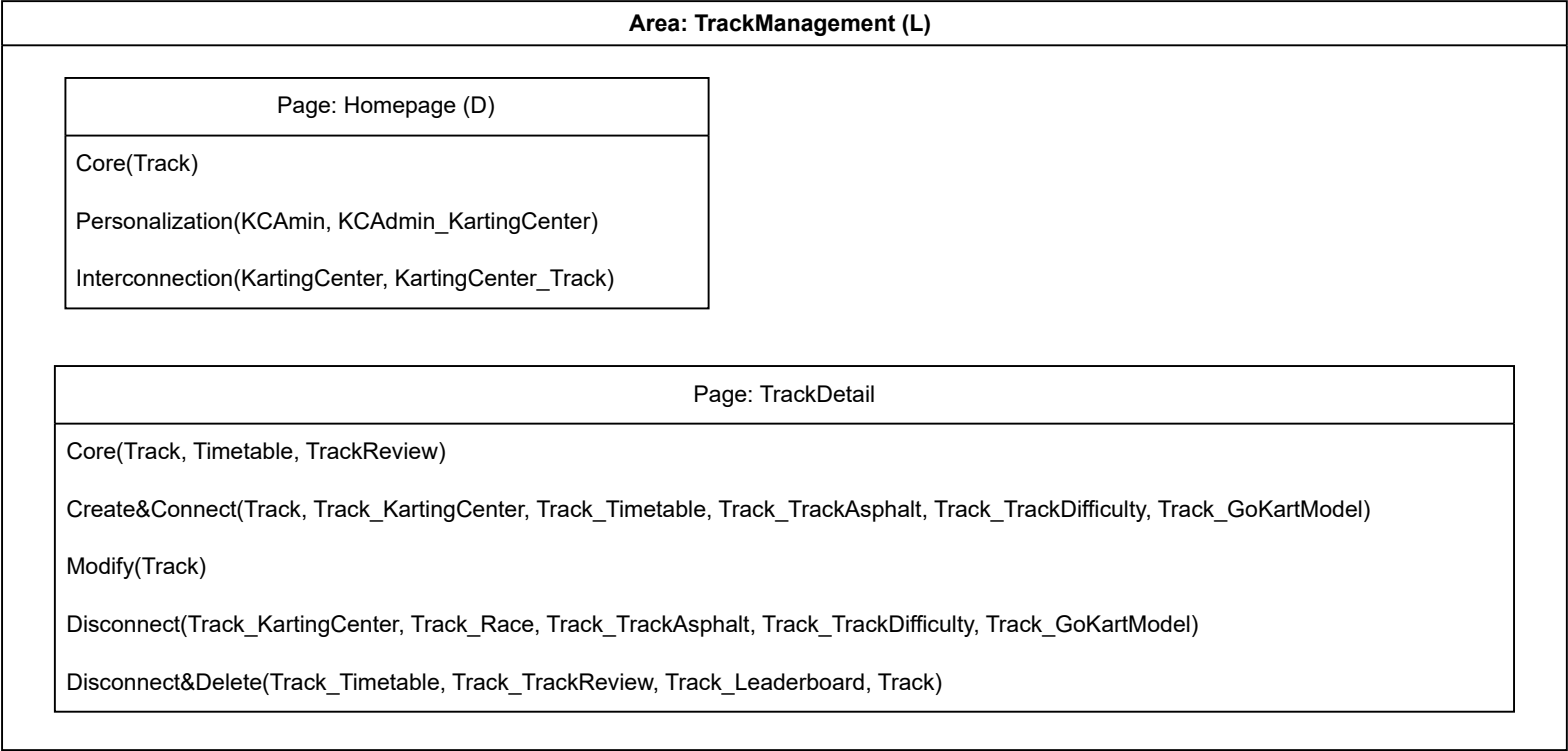 Area: TrackManagement (L)
Page: Homepage (D)
Core(Track)
Personalization(KCAmin, KCAdmin_KartingCenter)
Interconnection(KartingCenter, KartingCenter_Track)
Page: TrackDetail
Core(Track, Timetable, TrackReview)
Create&Connect(Track, Track_KartingCenter, Track_Timetable, Track_TrackAsphalt, Track_TrackDifficulty, Track_GoKartModel)
Modify(Track)
Disconnect(Track_KartingCenter, Track_Race, Track_TrackAsphalt, Track_TrackDifficulty, Track_GoKartModel)
Disconnect&Delete(Track_Timetable, Track_TrackReview, Track_Leaderboard, Track)